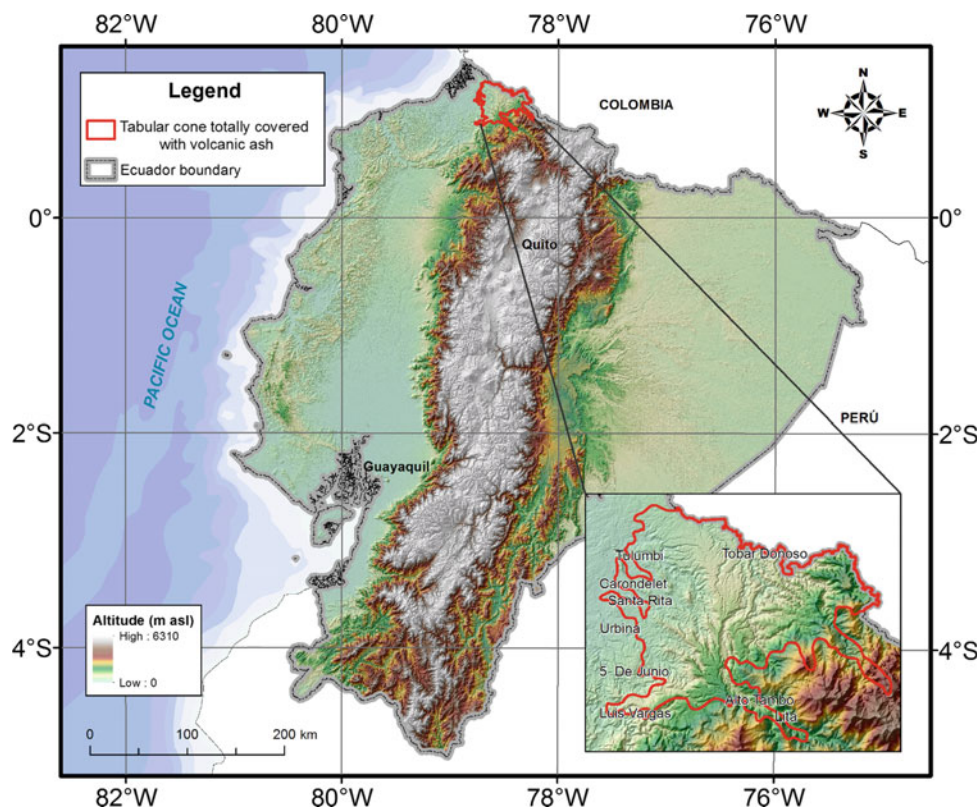 82°W 80°W 78°W 76°W
Legend
Tabular cone totally covered
with volcanic ash
Ecuador boundary
COLOMBIA
N
W E
S
0° 0°
Quito
PACIFIC OCEAN
PERÚ
2°S 2°S
Guayaquil
Tulumbí
Tobar Donoso
Carondelet
Santa Rita
Urbina
5 De Junio
Alto Tambo
Luis Vargas
Lita
Altitude (m asl)
High : 6310
Low : 0
4°S 4°S
0 100 200 km
82°W 80°W 78°W 76°W